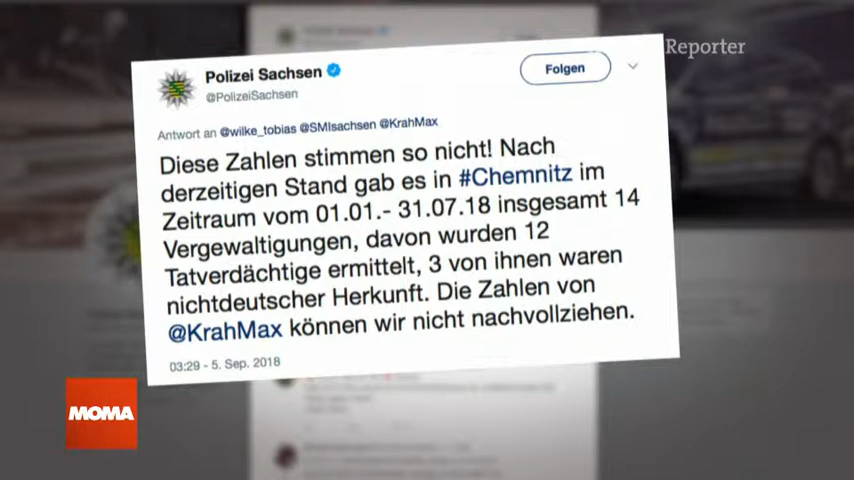 Reporter
Polizei Sachsen
@PolizeiSachsen
Folgen
Antwort an @wilke_tobias @SMIsachsen @KrahMax
Diese Zahlen stimmen so nicht! Nach
derzeitigen Stand gab es in #Chemnitz im
Zeitraum vom 01.01.- 31.07.18 insgesamt 14
Vergewaltigungen, davon wurden 12
Tatverdächtige ermittelt, 3 von ihnen waren
nichtdeutscher Herkunft. Die Zahlen von
@KrahMax können wir nicht nachvollziehen.
03:29 - 5. Sep. 2018
MOMA